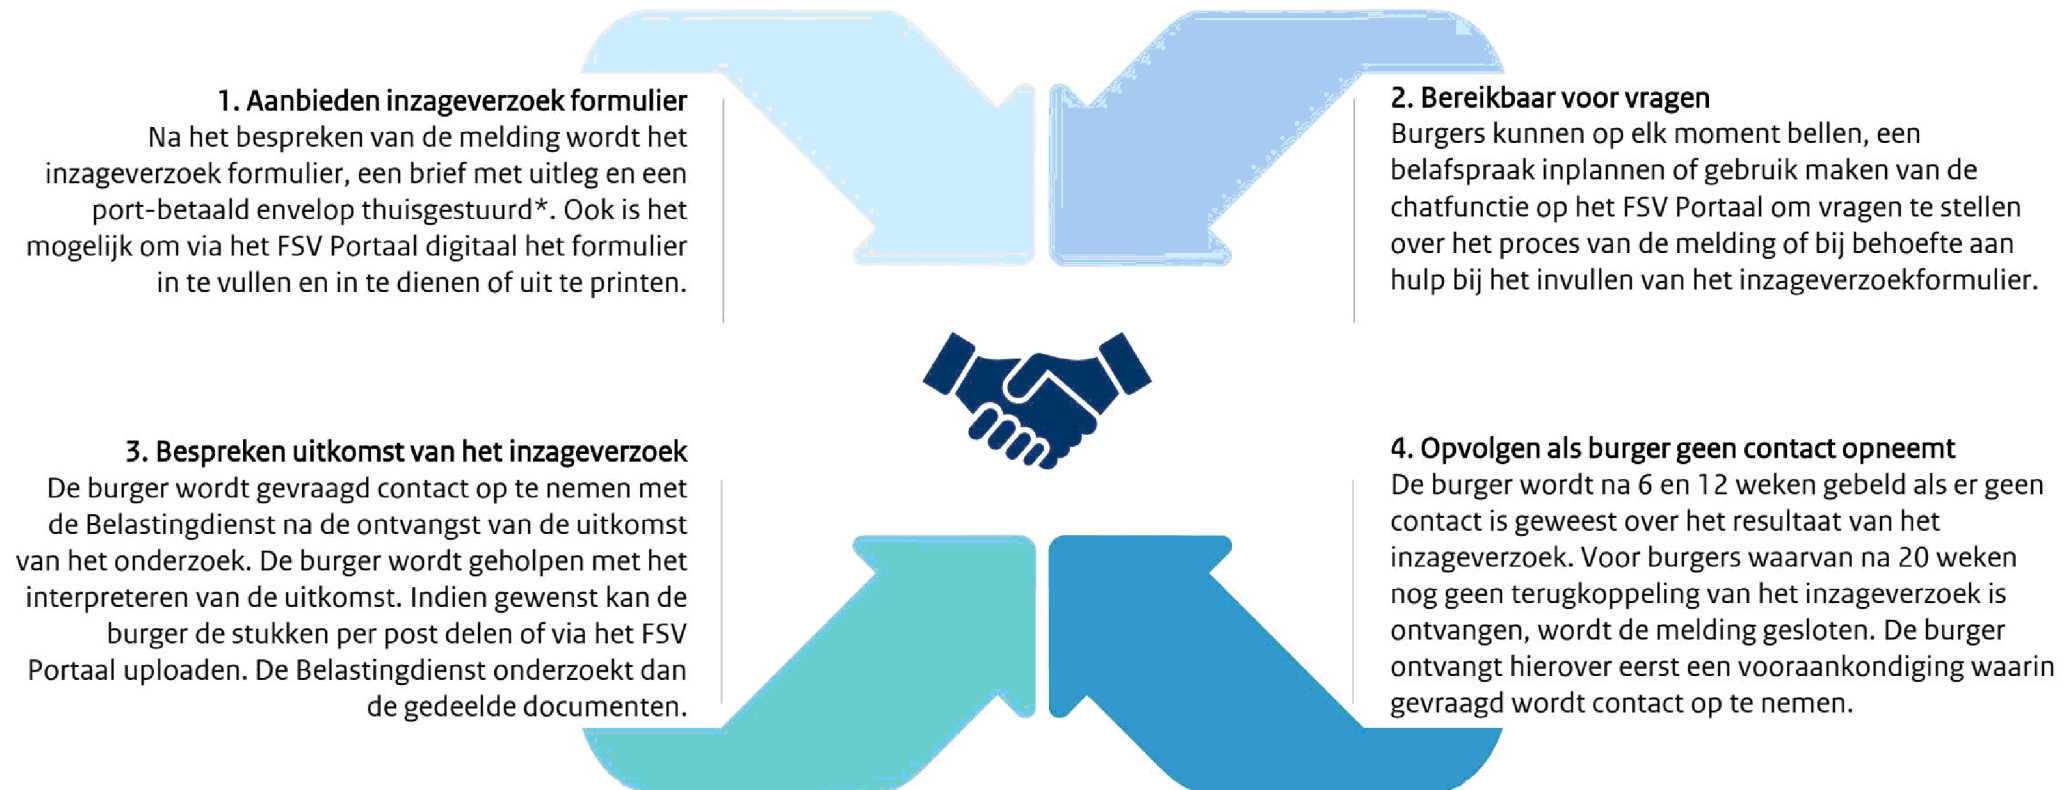 1. Aanbieden inzageverzoek formulier
Na het bespreken van de melding wordt het
inzageverzoek formulier, een brief met uitleg en een
port-betaald envelop thuisgestuurd*. Ook is het
mogelijk om via het FSV Portaal digitaal het formulier
in te vullen en in te dienen of uit te printen.
2. Bereikbaar voor vragen
Burgers kunnen op elk moment bellen, een
belafspraak inplannen of gebruik maken van de
chatfunctie op het FSV Portaal om vragen te stellen
over het proces van de melding of bij behoefte aan
hulp bij het invullen van het inzageverzoekformulier.
3. Bespreken uitkomst van het inzageverzoek
De burger wordt gevraagd contact op te nemen met
de Belastingdienst na de ontvangst van de uitkomst
van het onderzoek. De burger wordt geholpen met het
interpreteren van de uitkomst. Indien gewenst kan de
burger de stukken per post delen of via het FSV
Portaal uploaden. De Belastingdienst onderzoekt dan
de gedeelde documenten.
4. Opvolgen als burger geen contact opneemt
De burger wordt na 6 en 12 weken gebeld als er geen
contact is geweest over het resultaat van het
inzageverzoek. Voor burgers waarvan na 20 weken
nog geen terugkoppeling van het inzageverzoek is
ontvangen, wordt de melding gesloten. De burger
ontvangt hierover eerst een vooraankondiging waarin
gevraagd wordt contact op te nemen.